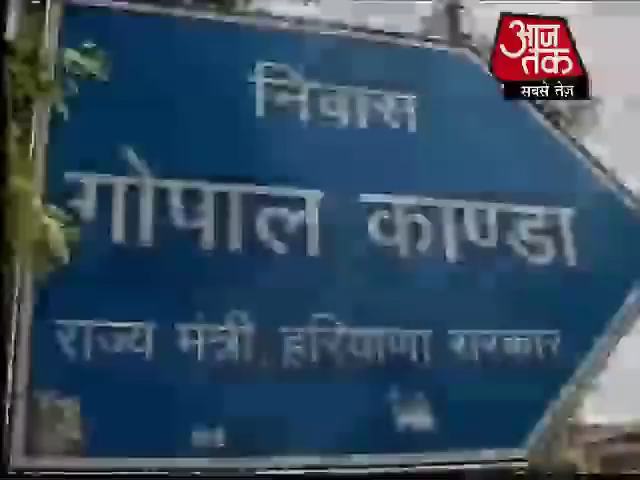 आज
तक
सबसे तेज़
निवास
गोपाल काण्डा
राज्य मंत्री, हरियाणा सरकार